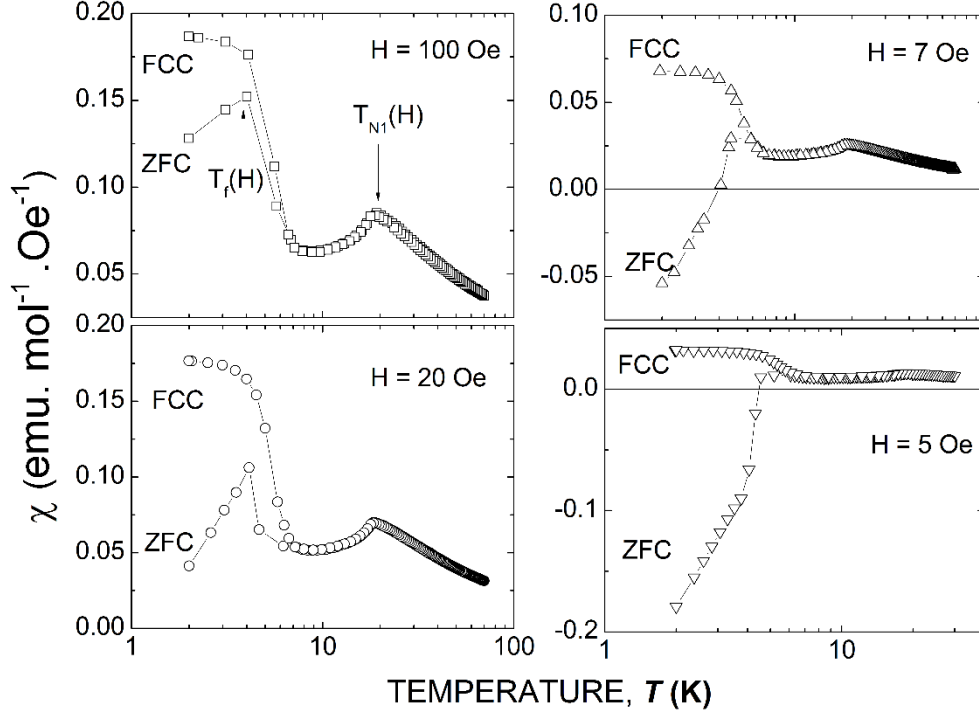 0.20
0.15
0.10
0.05
FCC
ZFC
H = 100 Oe
T_N1(H)
T_f(H)
0.10
0.05
0.00
-0.05
FCC
ZFC
H = 7 Oe
χ (emu. mol⁻¹ .Oe⁻¹)
0.20
0.15
0.10
0.05
0.00
FCC
ZFC
H = 20 Oe
1
10
100
0.0
-0.1
-0.2
FCC
ZFC
H = 5 Oe
1
10
TEMPERATURE, T (K)